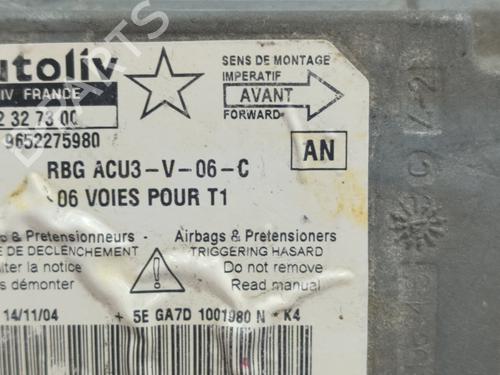 utoliv
SENS DE MONTAGE
IMPERATIF
AVANT
FORWARD
IV FRANCE
2 32 73 00
9652275980
AN
RBG ACU3-V-06-C
06 VOIES POUR T1
& Pretensionneurs - Airbags & Pretensioners
DE DECLENCHEMENT TRIGGERING HASARD
lter la notice Do not remove
s démonter Read manual
14/11/04 + 5E GA7D 1001980 N - K4